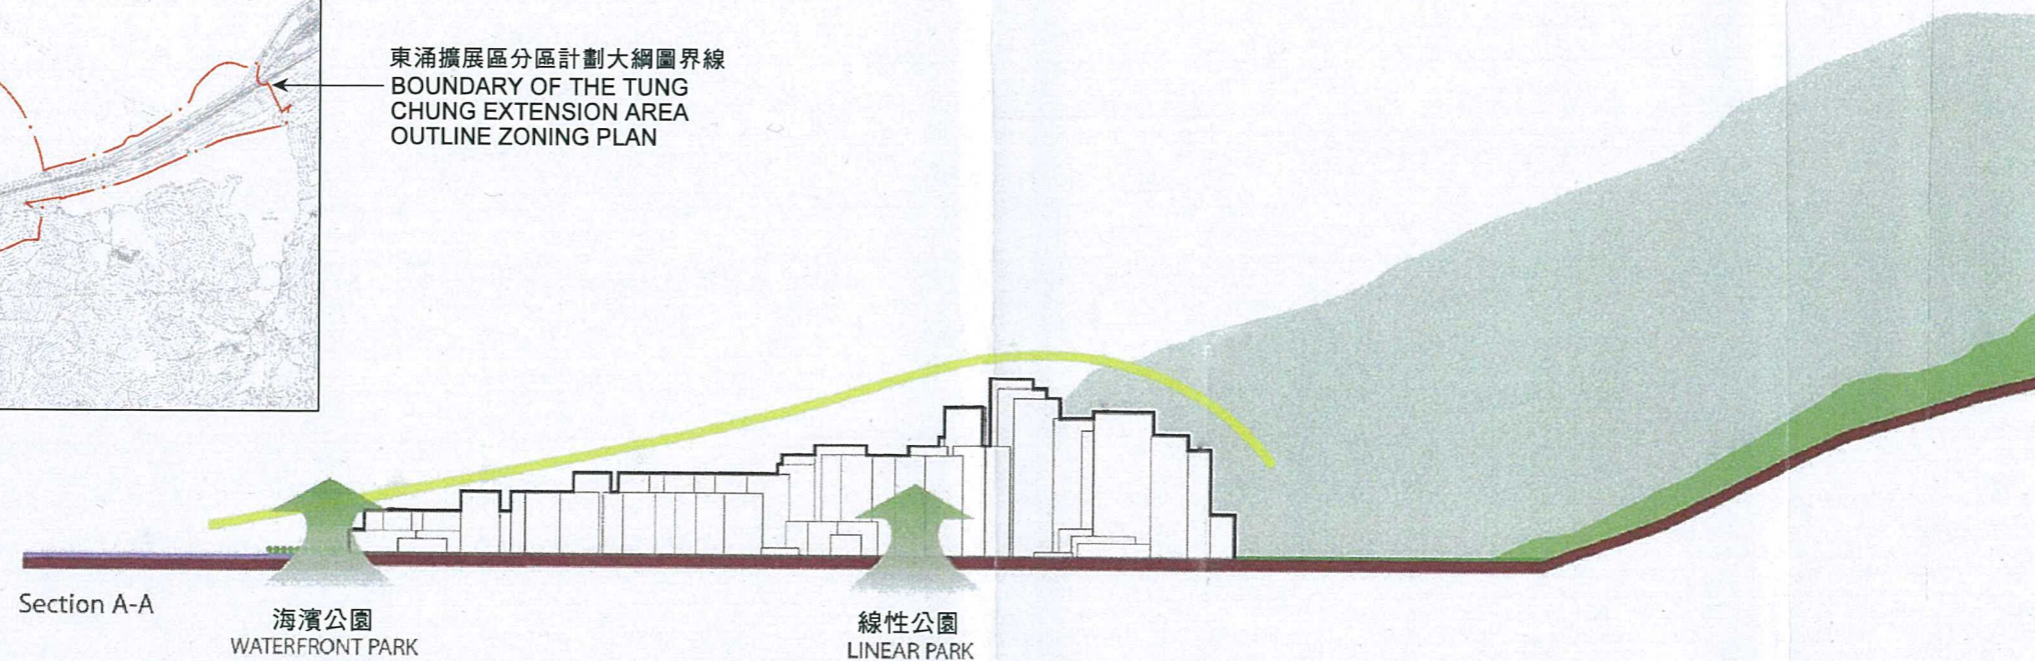 東涌擴展區分區計劃大綱圖界線
BOUNDARY OF THE TUNG
CHUNG EXTENSION AREA
OUTLINE ZONING PLAN
Section A-A
海濱公園
WATERFRONT PARK
線性公園
LINEAR PARK